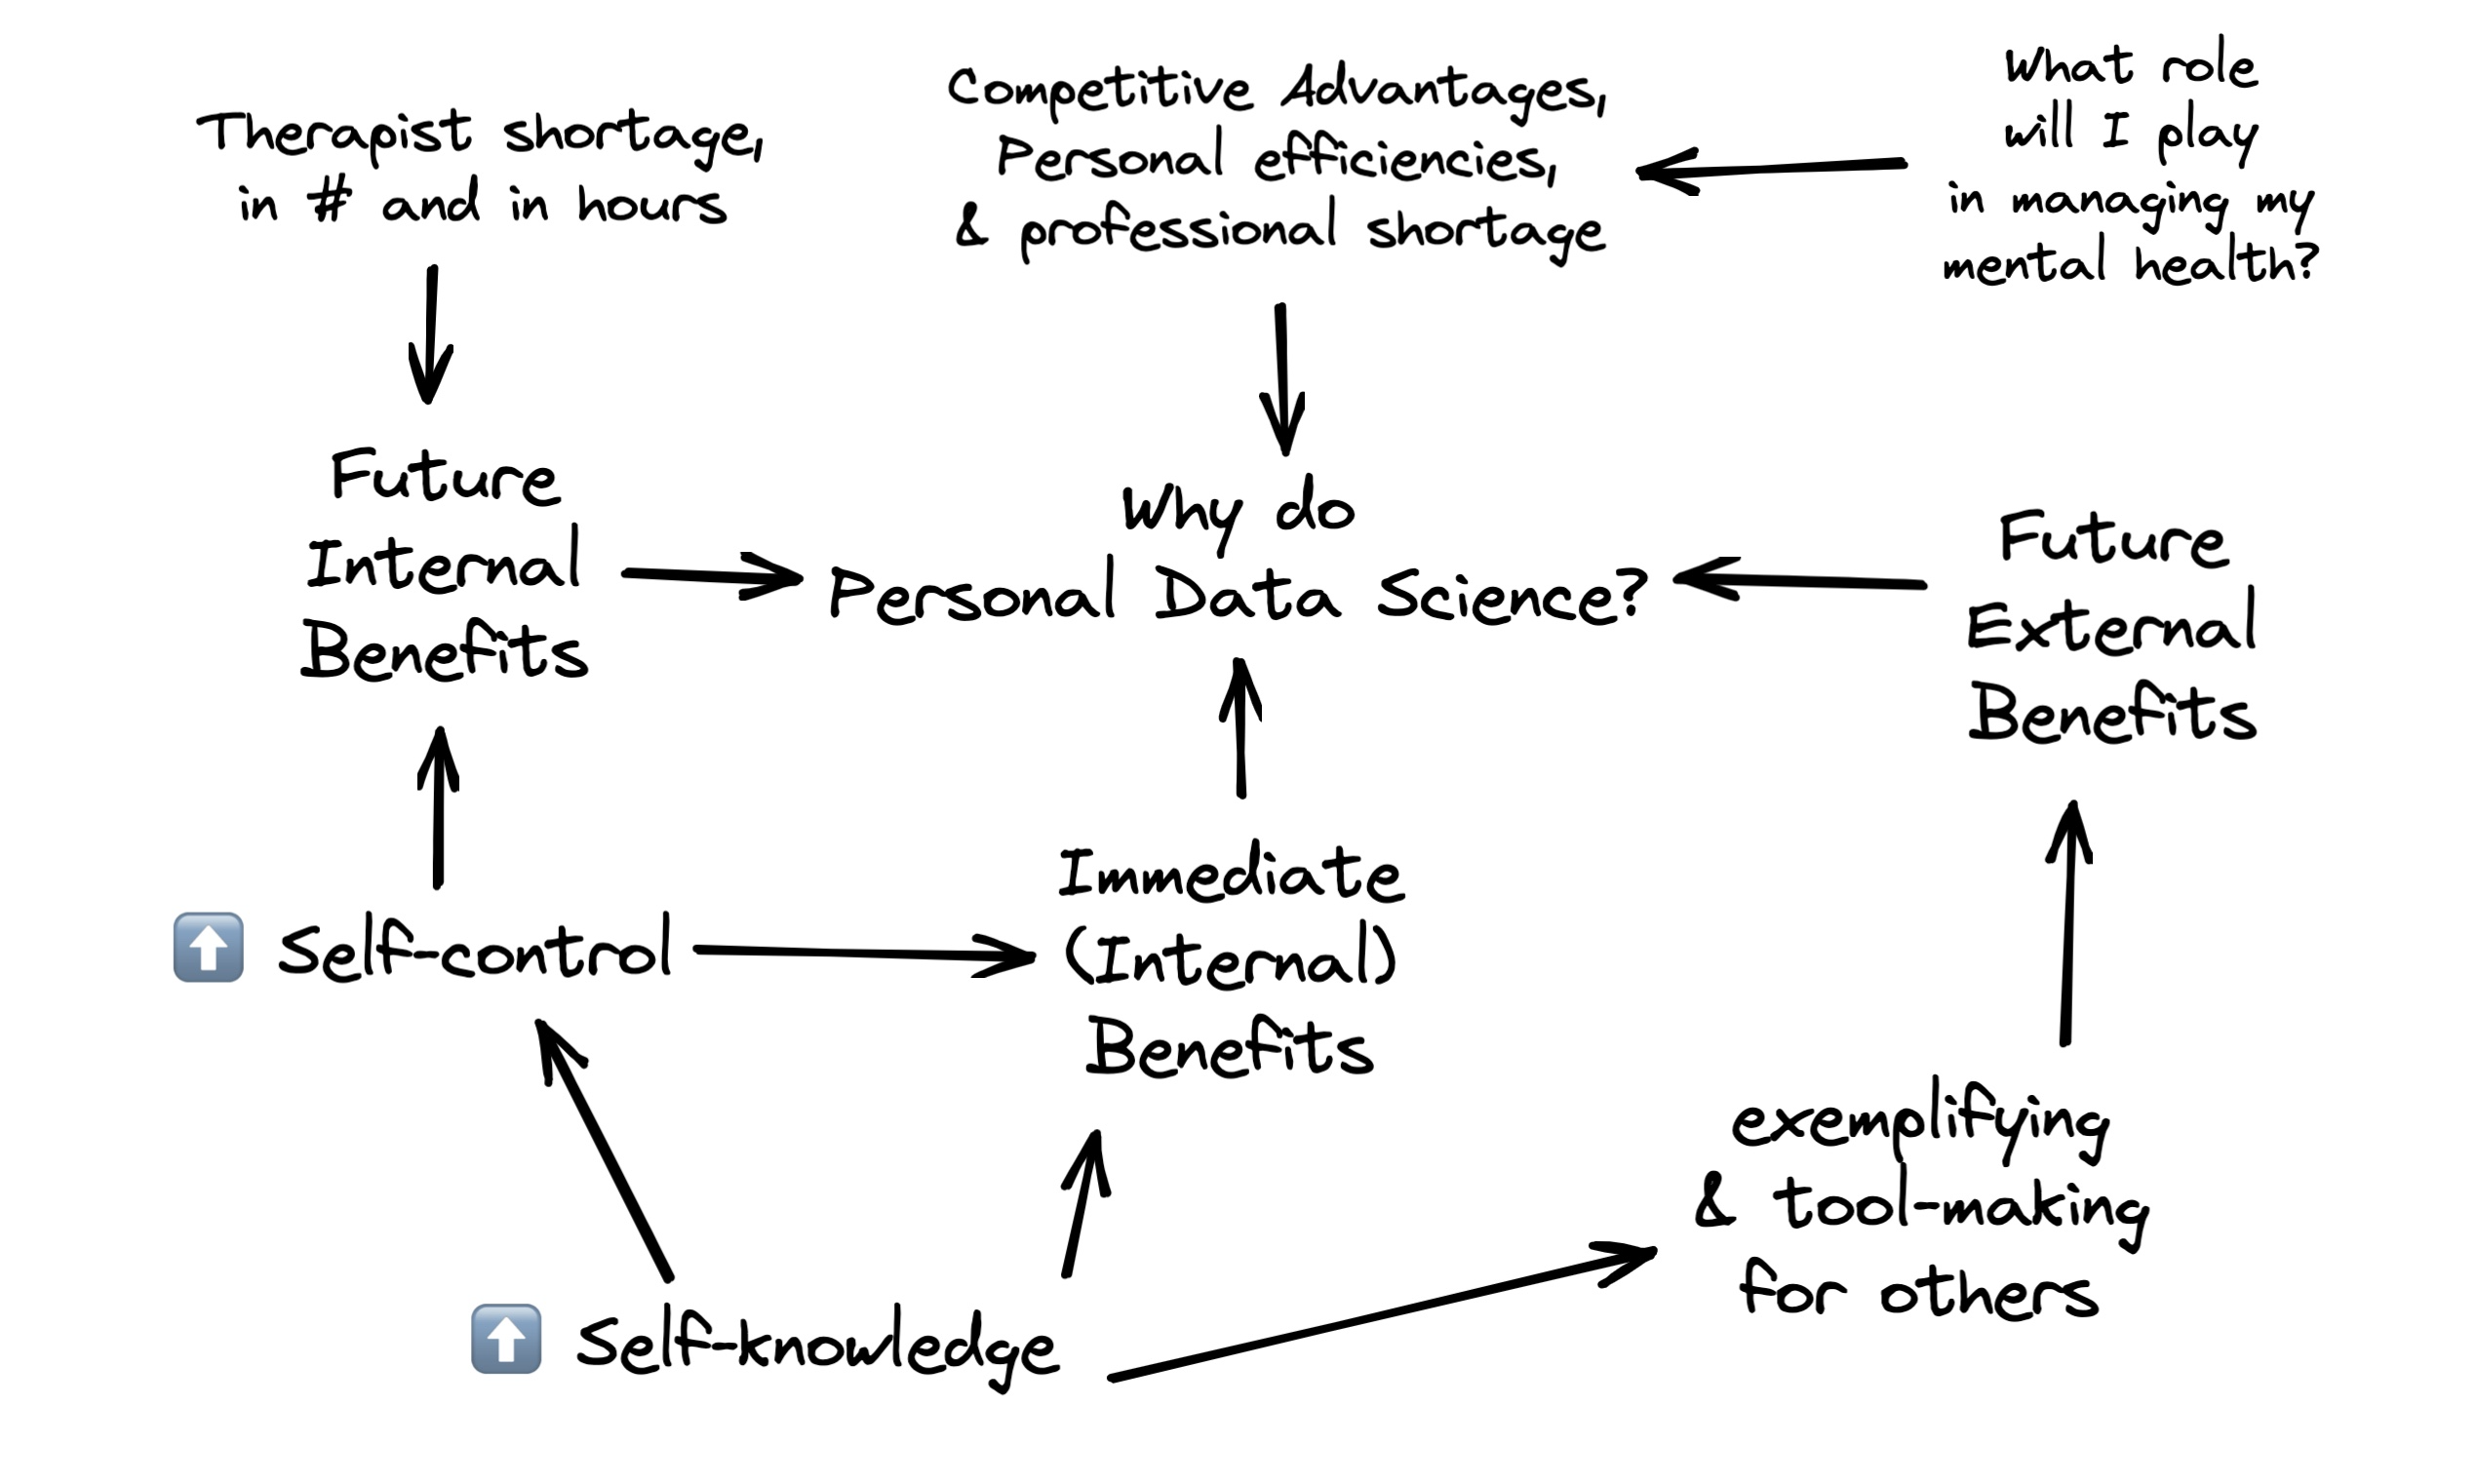 Therapist shortage,
in # and in hours
Competitive Advantages,
Personal efficiencies,
& professional shortage
What role
will I play
in managing my
mental health?
Future
Internal
Benefits
Why do
Personal Data Science?
Future
External
Benefits
⬆️ Self-control
Immediate
(Internal)
Benefits
exemplifying
& tool-making
for others
⬆️ Self-knowledge